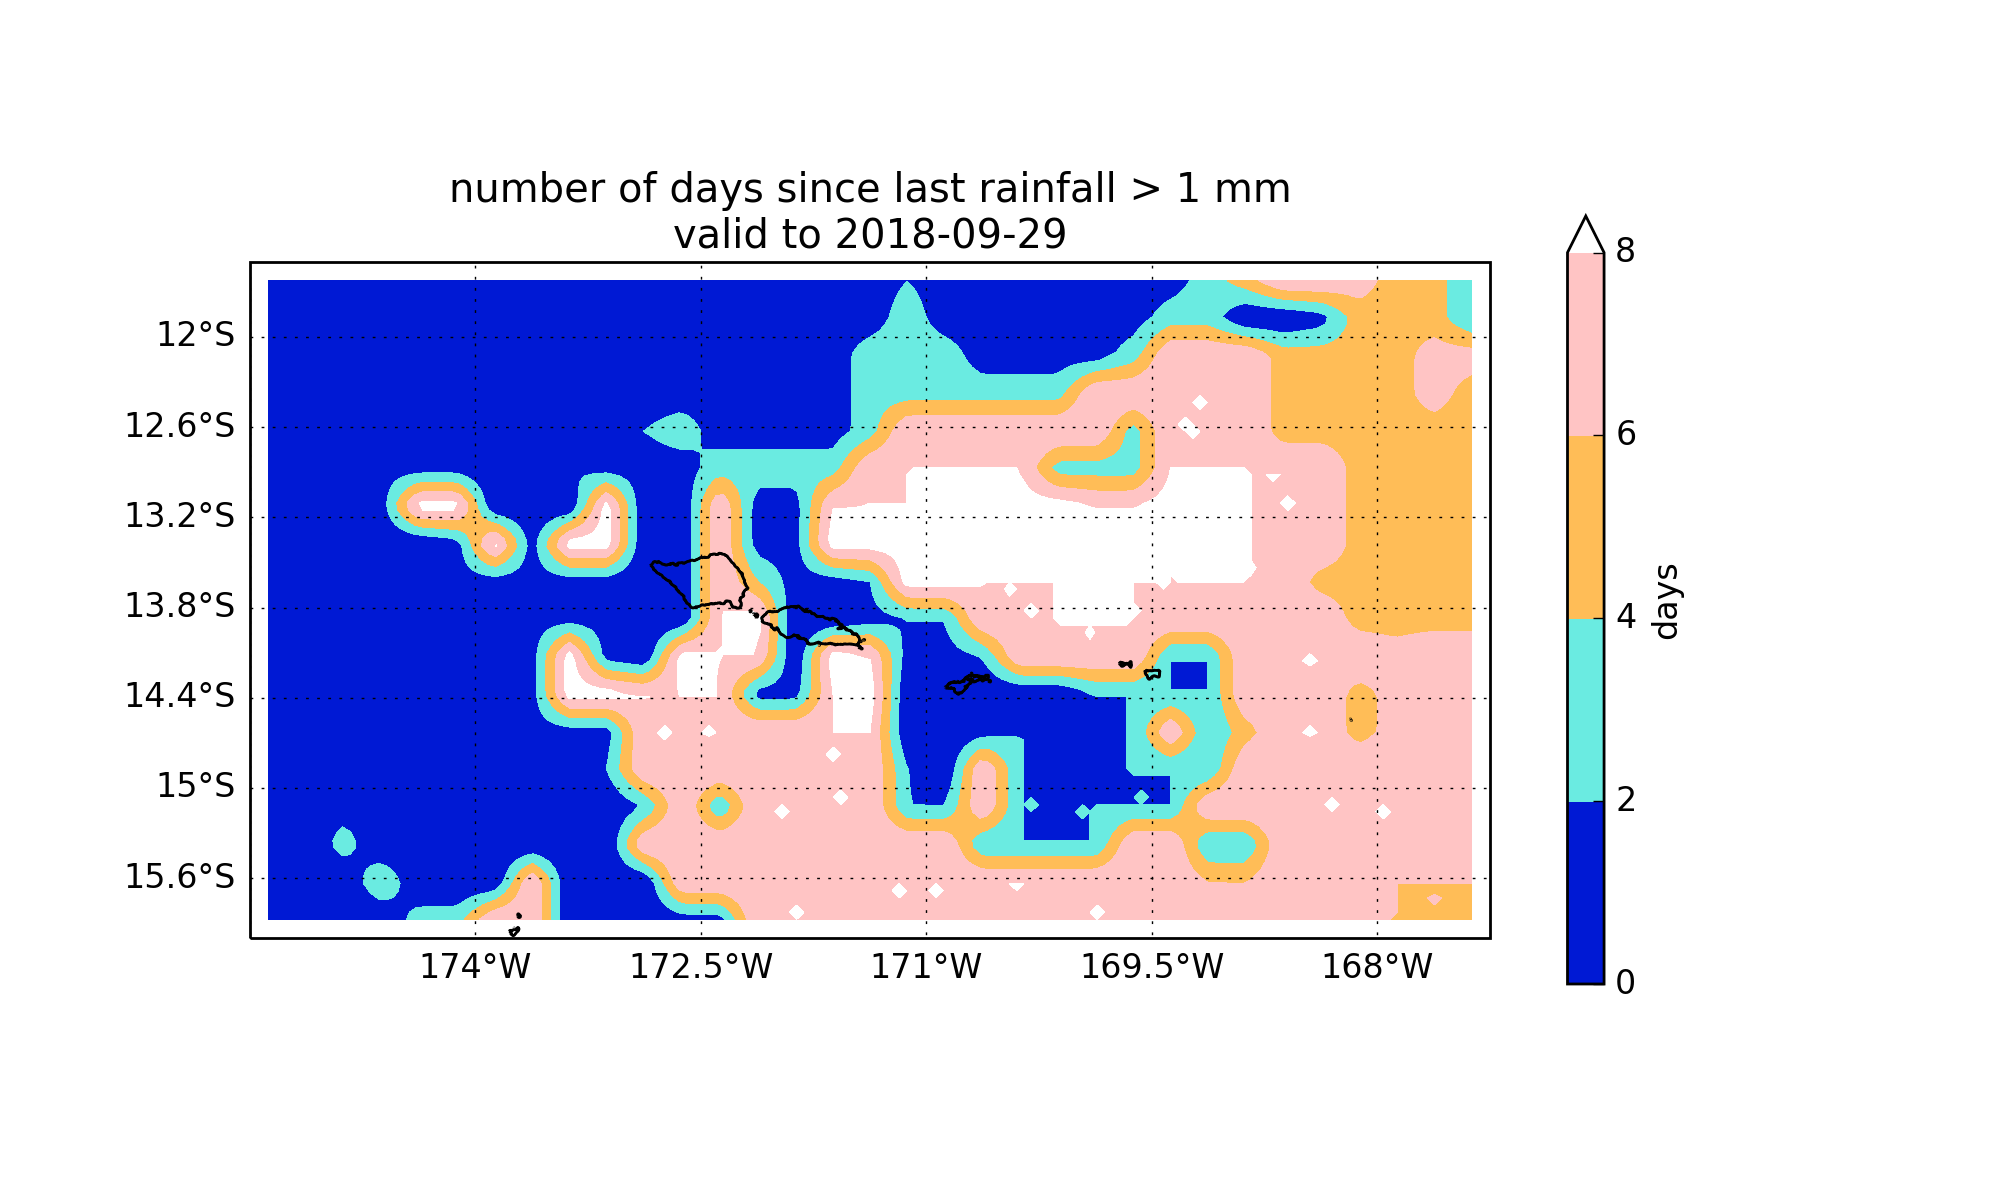 number of days since last rainfall > 1 mm
valid to 2018-09-29
12°S
12.6°S
13.2°S
13.8°S
14.4°S
15°S
15.6°S
174°W
172.5°W
171°W
169.5°W
168°W
8
6
4
2
0
days